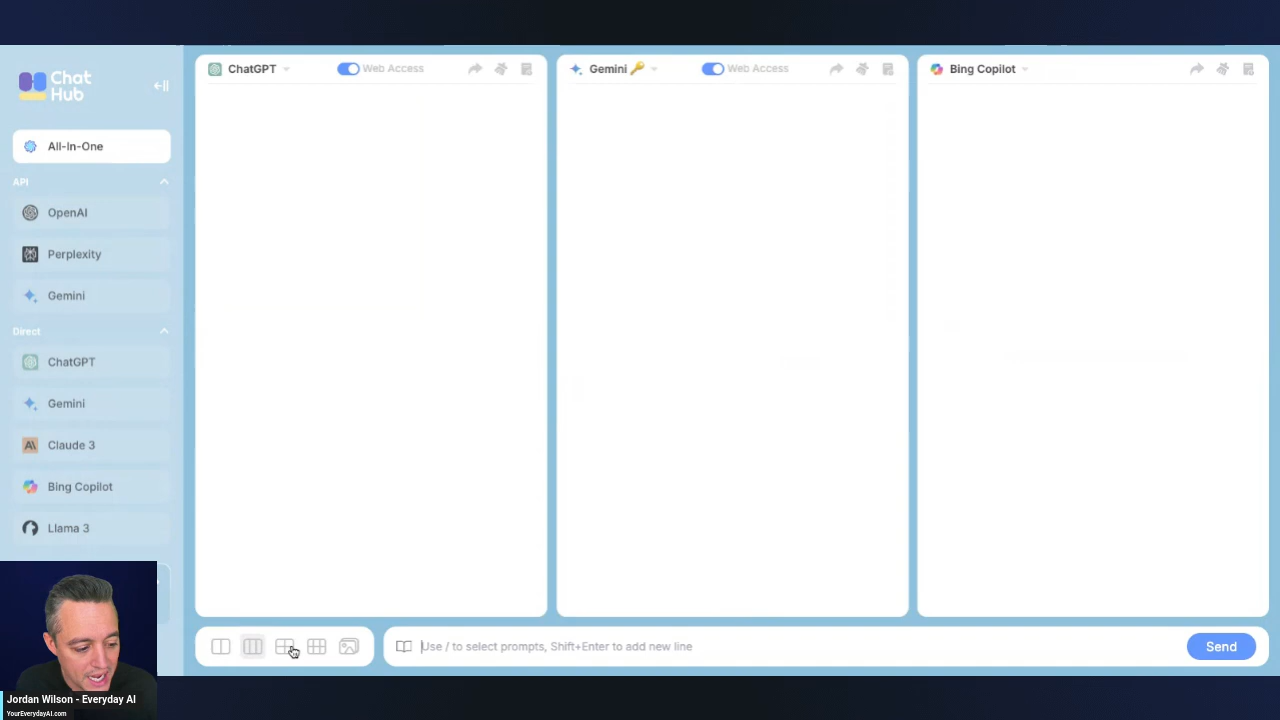 Chat
Hub
All-In-One
API
OpenAI
Perplexity
Gemini
Direct
ChatGPT
Gemini
Claude 3
Bing Copilot
Llama 3
ChatGPT
Web Access
Gemini
Web Access
Bing Copilot
Use / to select prompts, Shift+Enter to add new line
Send
Jordan Wilson - Everyday AI
YourEverydayAI.com